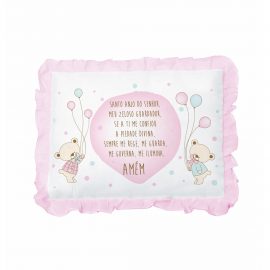 SANTO ANJO DO SENHOR,
MEU ZELOSO GUARDADOR,
SE A TI ME CONFIOU
A PIEDADE DIVINA.
SEMPRE ME REGE, ME GUARDA,
ME GOVERNA, ME ILUMINA.
AMÉM